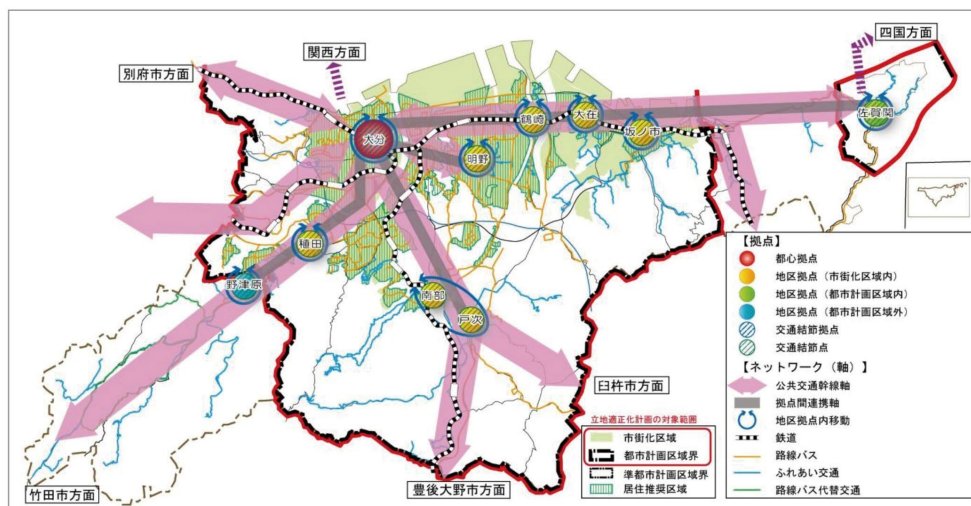 四国方面
関西方面
別府市方面
佐賀関
鶴崎
大在
坂ノ市
大分
明野
稙田
野津原
南部
戸次
臼杵市方面
竹田市方面
豊後大野市方面
立地適正化計画の対象範囲
市街化区域
都市計画区域界
準都市計画区域界
居住推奨区域
【拠点】
都心拠点
地区拠点(市街化区域内)
地区拠点(都市計画区域内)
地区拠点(都市計画区域外)
交通結節拠点
交通結節点
【ネットワーク(軸)】
公共交通幹線軸
拠点間連携軸
地区拠点内移動
鉄道
路線バス
ふれあい交通
路線バス代替交通